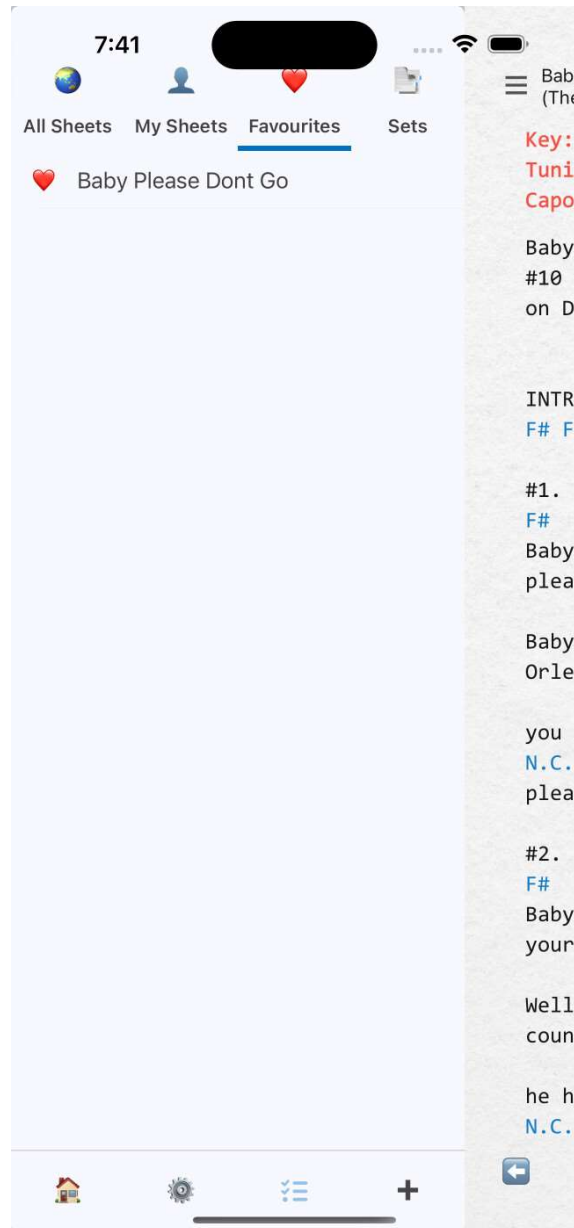 7:41
All Sheets My Sheets Favourites Sets
Baby Please Dont Go
Bab
(The
Key:
Tuni
Capo
Baby
#10
on D
INTR
F# F
#1.
F#
Baby
plea
Baby
Orle
you
N.C.
plea
#2.
F#
Baby
your
Well
coun
he h
N.C.